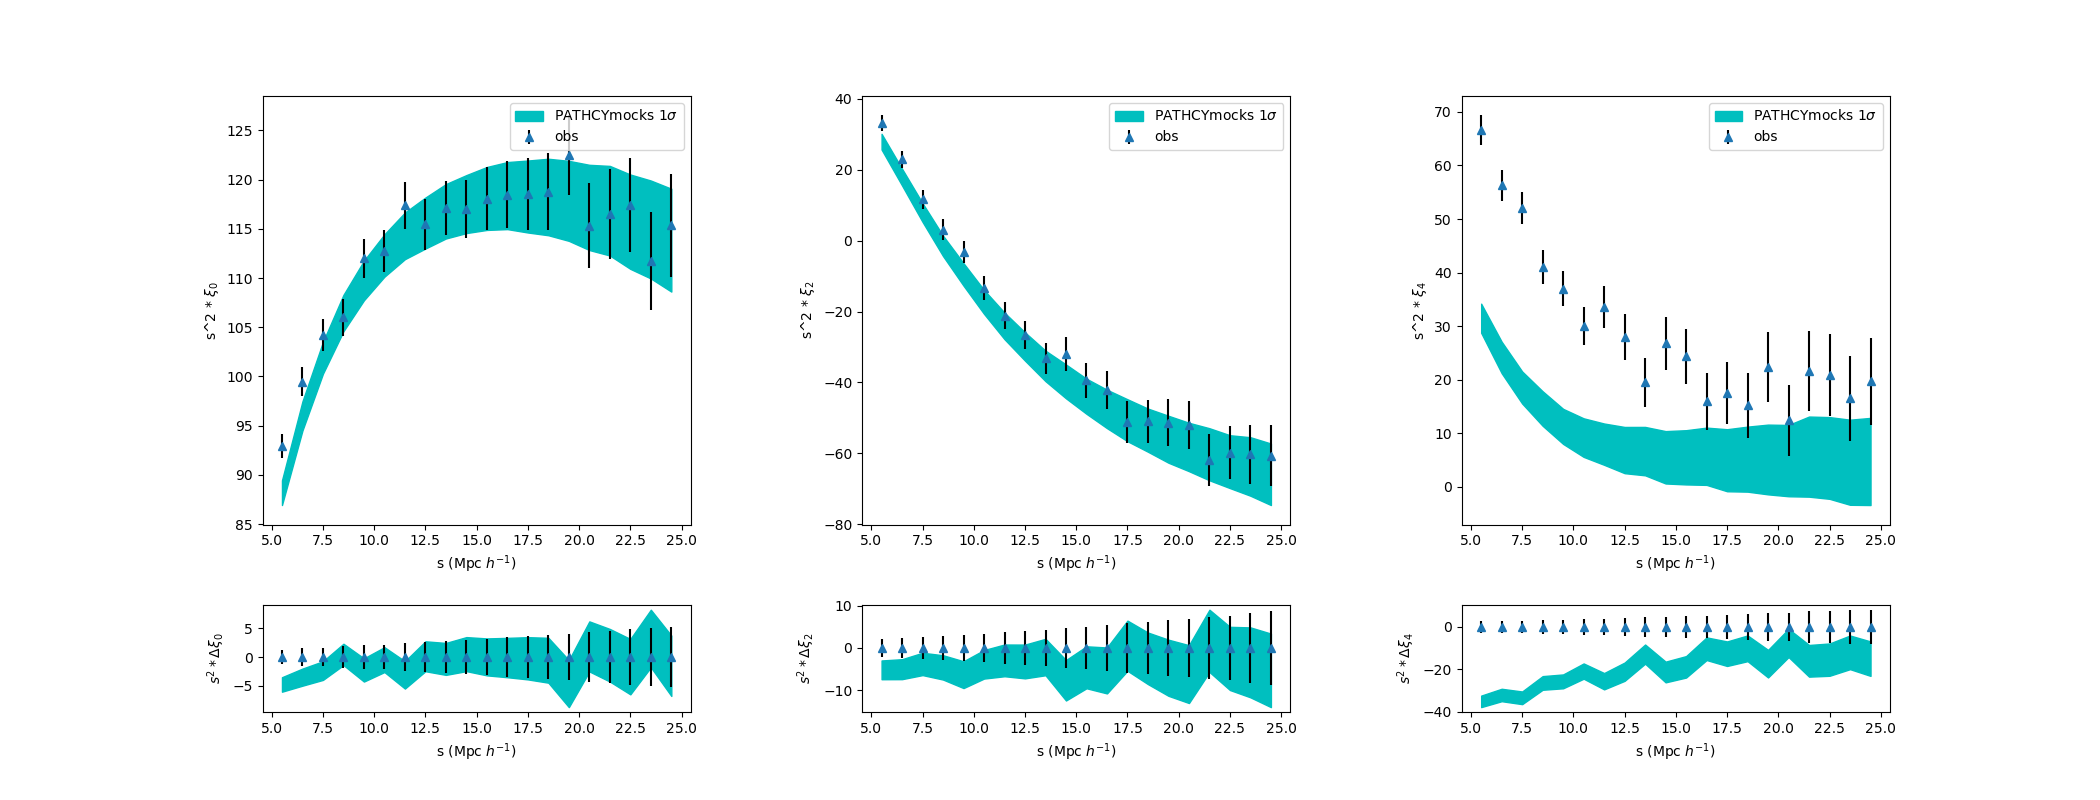 PATHCYmocks 1σ
obs
125
120
115
110
105
100
95
90
85
s^2 * ξ₀
5.0 7.5 10.0 12.5 15.0 17.5 20.0 22.5 25.0
s (Mpc h⁻¹)
PATHCYmocks 1σ
obs
40
20
0
−20
−40
−60
−80
s^2 * ξ₂
5.0 7.5 10.0 12.5 15.0 17.5 20.0 22.5 25.0
s (Mpc h⁻¹)
PATHCYmocks 1σ
obs
70
60
50
40
30
20
10
0
s^2 * ξ₄
5.0 7.5 10.0 12.5 15.0 17.5 20.0 22.5 25.0
s (Mpc h⁻¹)
5
0
−5
s² * Δξ₀
5.0 7.5 10.0 12.5 15.0 17.5 20.0 22.5 25.0
s (Mpc h⁻¹)
10
0
−10
s² * Δξ₂
5.0 7.5 10.0 12.5 15.0 17.5 20.0 22.5 25.0
s (Mpc h⁻¹)
0
−20
−40
s² * Δξ₄
5.0 7.5 10.0 12.5 15.0 17.5 20.0 22.5 25.0
s (Mpc h⁻¹)